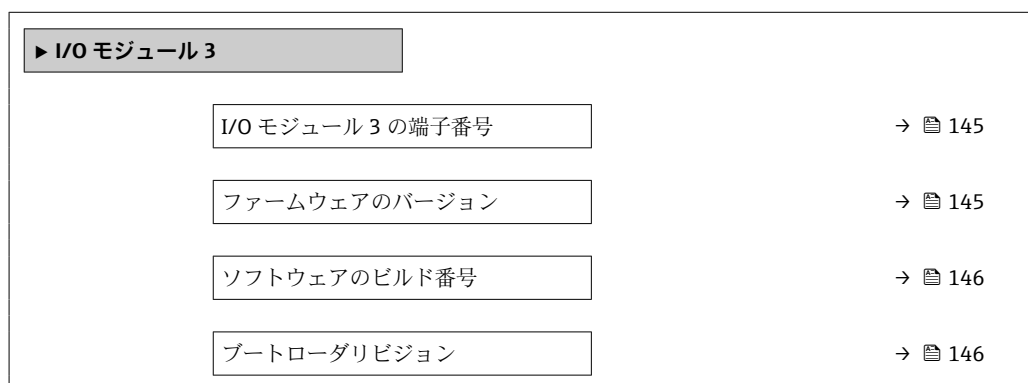 ▶ I/O モジュール 3
I/O モジュール 3 の端子番号 → 145
ファームウェアのバージョン → 145
ソフトウェアのビルド番号 → 146
ブートローダリビジョン → 146